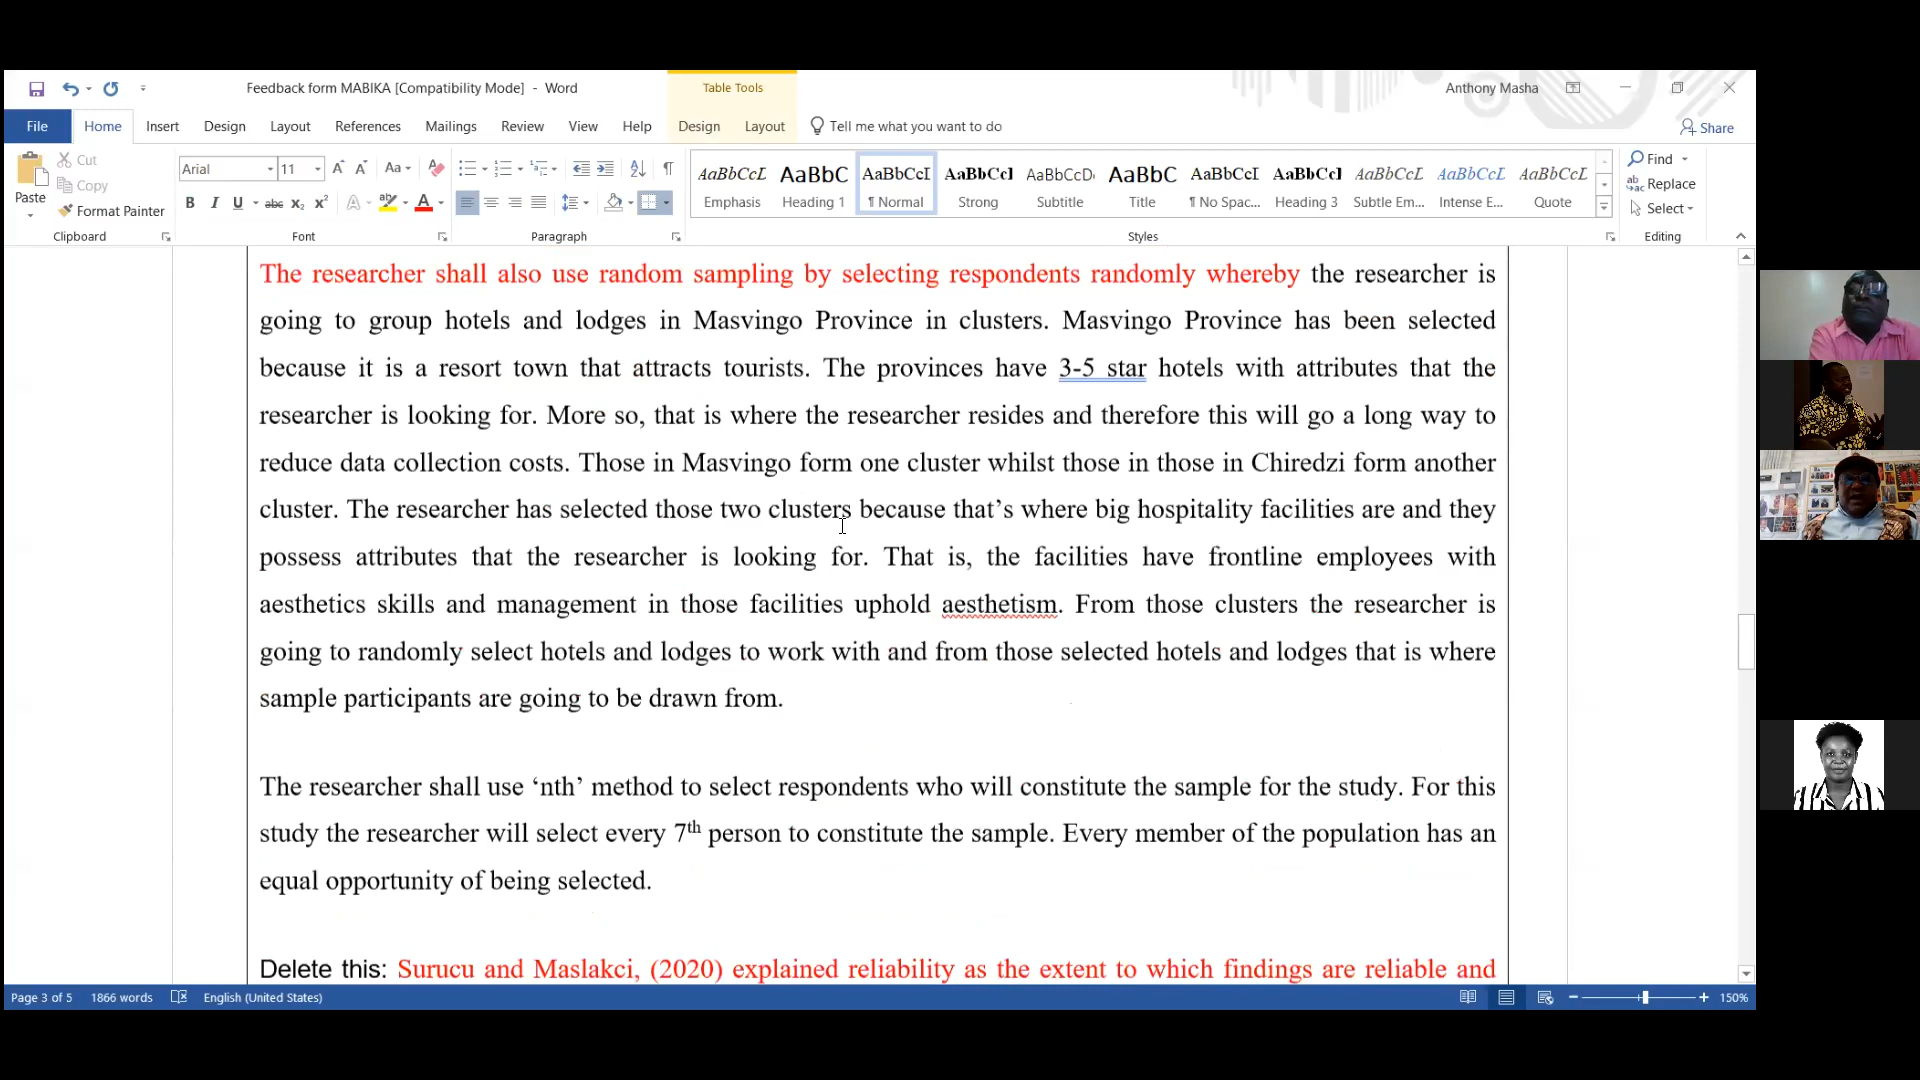 Feedback form MABIKA [Compatibility Mode] - Word
Table Tools
Anthony Masha
File Home Insert Design Layout References Mailings Review View Help Design Layout Tell me what you want to do
Share
Paste
Cut
Copy
Format Painter
Clipboard
Arial 11
Font
Paragraph
AaBbCcL AaBbC AaBbCcI AaBbCcI AaBbCcDı AaBbC AaBbCcI AaBbCcI AaBbCcL AaBbCcL AaBbCcL
Emphasis Heading 1 ¶ Normal Strong Subtitle Title ¶ No Spac... Heading 3 Subtle Em... Intense E... Quote
Styles
Find
Replace
Select
Editing
The researcher shall also use random sampling by selecting respondents randomly whereby the researcher is
going to group hotels and lodges in Masvingo Province in clusters. Masvingo Province has been selected
because it is a resort town that attracts tourists. The provinces have 3-5 star hotels with attributes that the
researcher is looking for. More so, that is where the researcher resides and therefore this will go a long way to
reduce data collection costs. Those in Masvingo form one cluster whilst those in those in Chiredzi form another
cluster. The researcher has selected those two clusters because that’s where big hospitality facilities are and they
possess attributes that the researcher is looking for. That is, the facilities have frontline employees with
aesthetics skills and management in those facilities uphold aesthetism. From those clusters the researcher is
going to randomly select hotels and lodges to work with and from those selected hotels and lodges that is where
sample participants are going to be drawn from.
The researcher shall use ‘nth’ method to select respondents who will constitute the sample for the study. For this
study the researcher will select every 7th person to constitute the sample. Every member of the population has an
equal opportunity of being selected.
Delete this: Surucu and Maslakci, (2020) explained reliability as the extent to which findings are reliable and
Page 3 of 5 1866 words English (United States) 150%